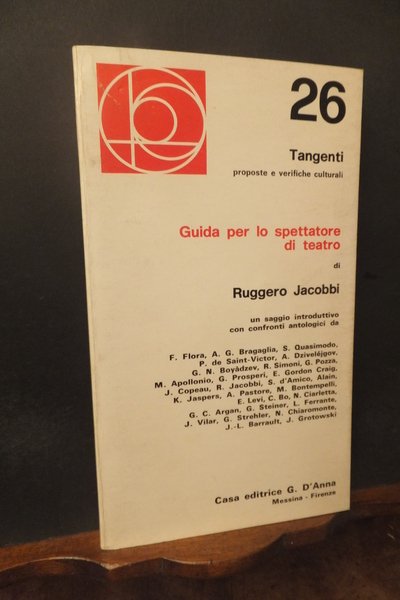 26
Tangenti
proposte e verifiche culturali
Guida per lo spettatore
di teatro
di
Ruggero Jacobbi
un saggio introduttivo
con confronti antologici da
F. Flora, A. G. Bragaglia, S. Quasimodo,
P. de Saint-Victor, A. Dzivelèjgov,
G. N. Boyádzev, R. Simoni, G. Pozza,
M. Apollonio, G. Prosperi, E. Gordon Craig,
J. Copeau, R. Jacobbi, S. d'Amico, Alain,
K. Jaspers, A. Pastore, M. Bontempelli,
E. Levi, C. Bo, N. Ciarletta,
G. C. Argan, G. Steiner, L. Ferrante,
J. Vilar, G. Strehler, N. Chiaromonte,
J.-L. Barrault, J. Grotowski
Casa editrice G. D'Anna
Messina - Firenze